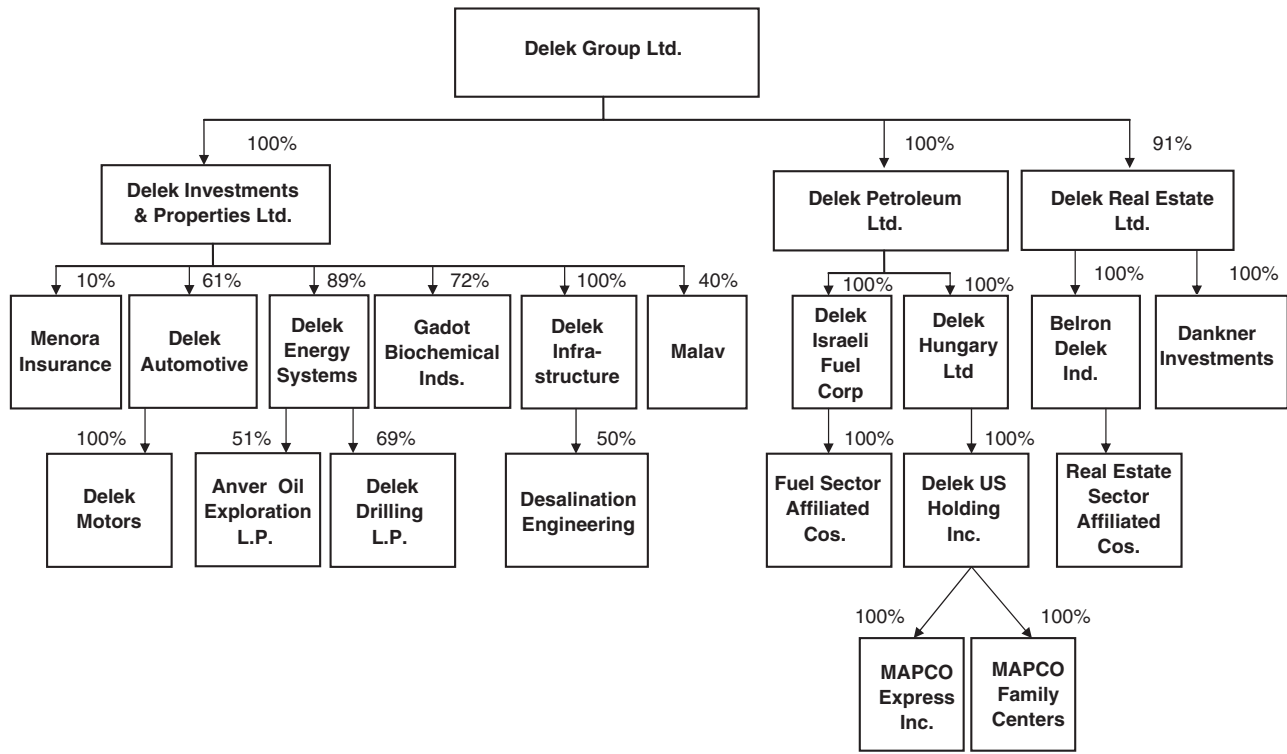 Delek Group Ltd.
100%
100%
91%
Delek Investments
& Properties Ltd.
Delek Petroleum
Ltd.
Delek Real Estate
Ltd.
10%
61%
89%
72%
100%
40%
100%
100%
100%
100%
Menora
Insurance
Delek
Automotive
Delek
Energy
Systems
Gadot
Biochemical
Inds.
Delek
Infra-
structure
Malav
Delek
Israeli
Fuel
Corp
Delek
Hungary
Ltd
Belron
Delek
Ind.
Dankner
Investments
100%
51%
69%
50%
100%
100%
Delek
Motors
Anver Oil
Exploration
L.P.
Delek
Drilling
L.P.
Desalination
Engineering
Fuel Sector
Affiliated
Cos.
Delek US
Holding
Inc.
Real Estate
Sector
Affiliated
Cos.
100%
100%
MAPCO
Express
Inc.
MAPCO
Family
Centers